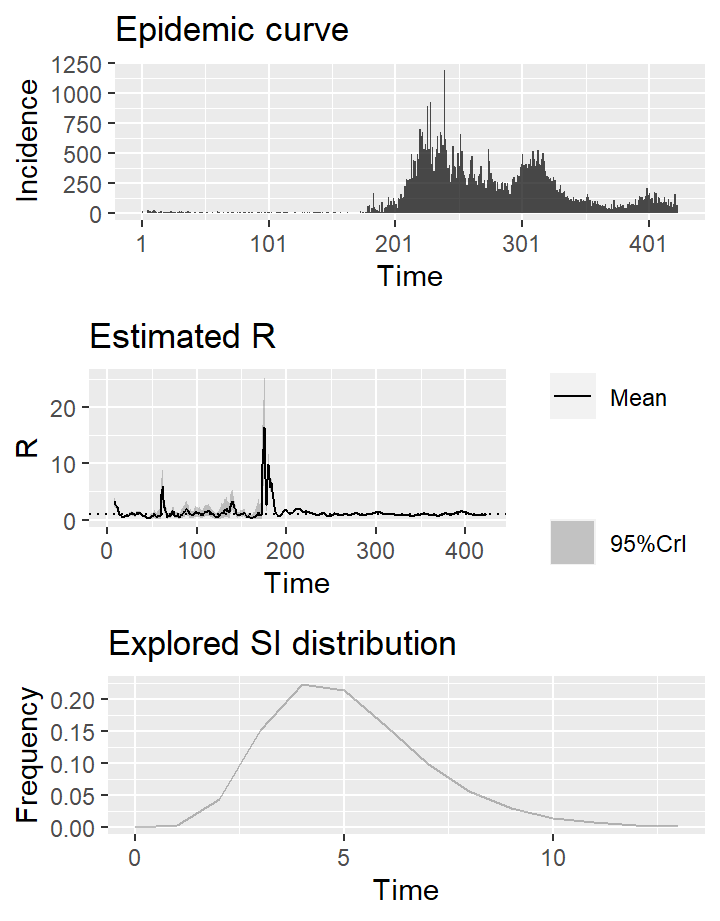 Epidemic curve
1250
1000
750
500
250
0
Incidence
1 101 201 301 401
Time
Estimated R
20
10
0
R
0 100 200 300 400
Time
Mean
95%CrI
Explored SI distribution
0.20
0.15
0.10
0.05
0.00
Frequency
0 5 10
Time